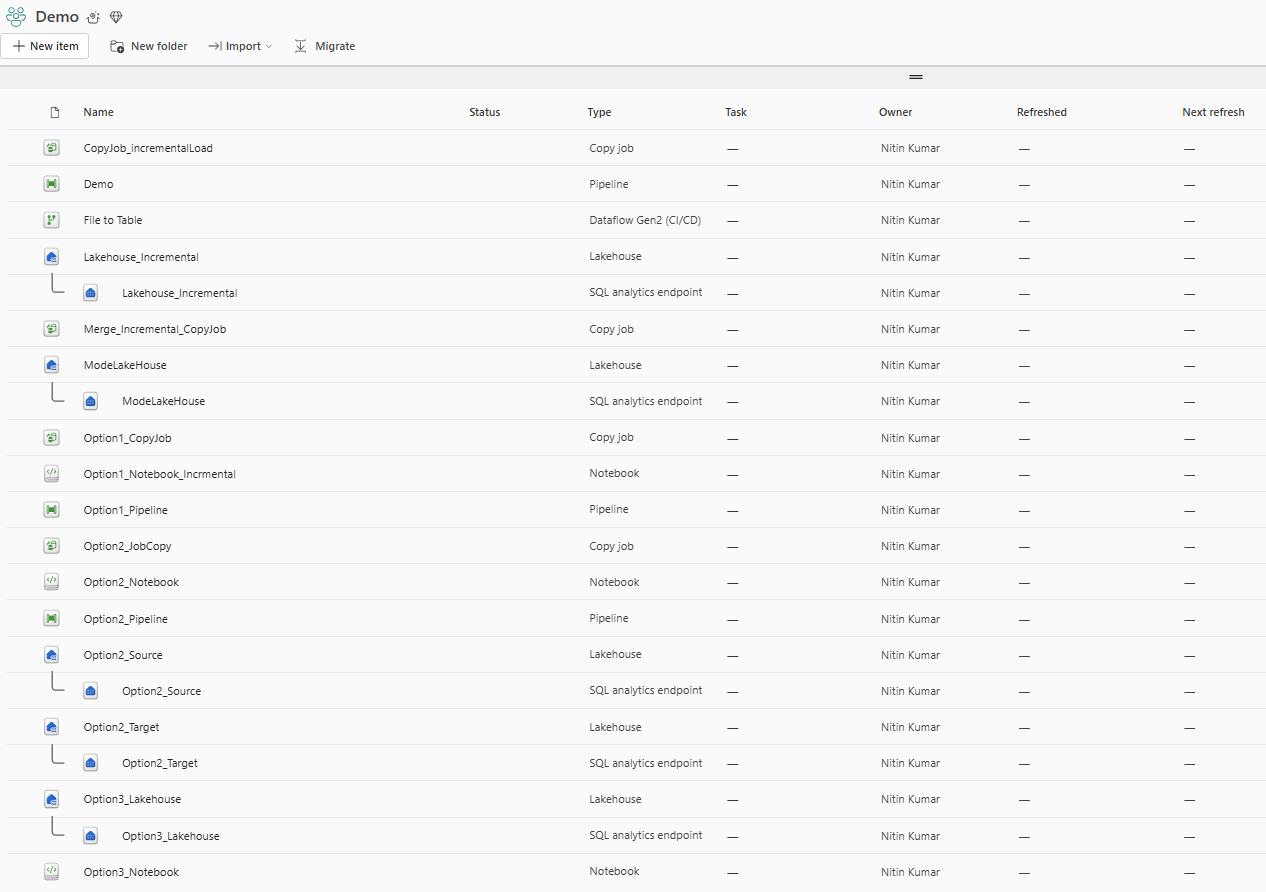 Demo
New item New folder Import Migrate
Name Status Type Task Owner Refreshed Next refresh
CopyJob_incrementalLoad Copy job — Nitin Kumar — —
Demo Pipeline — Nitin Kumar — —
File to Table Dataflow Gen2 (CI/CD) — Nitin Kumar — —
Lakehouse_Incremental Lakehouse — Nitin Kumar — —
Lakehouse_Incremental SQL analytics endpoint — Nitin Kumar — —
Merge_Incremental_CopyJob Copy job — Nitin Kumar — —
ModeLakeHouse Lakehouse — Nitin Kumar — —
ModeLakeHouse SQL analytics endpoint — Nitin Kumar — —
Option1_CopyJob Copy job — Nitin Kumar — —
Option1_Notebook_Incrmental Notebook — Nitin Kumar — —
Option1_Pipeline Pipeline — Nitin Kumar — —
Option2_JobCopy Copy job — Nitin Kumar — —
Option2_Notebook Notebook — Nitin Kumar — —
Option2_Pipeline Pipeline — Nitin Kumar — —
Option2_Source Lakehouse — Nitin Kumar — —
Option2_Source SQL analytics endpoint — Nitin Kumar — —
Option2_Target Lakehouse — Nitin Kumar — —
Option2_Target SQL analytics endpoint — Nitin Kumar — —
Option3_Lakehouse Lakehouse — Nitin Kumar — —
Option3_Lakehouse SQL analytics endpoint — Nitin Kumar — —
Option3_Notebook Notebook — Nitin Kumar — —